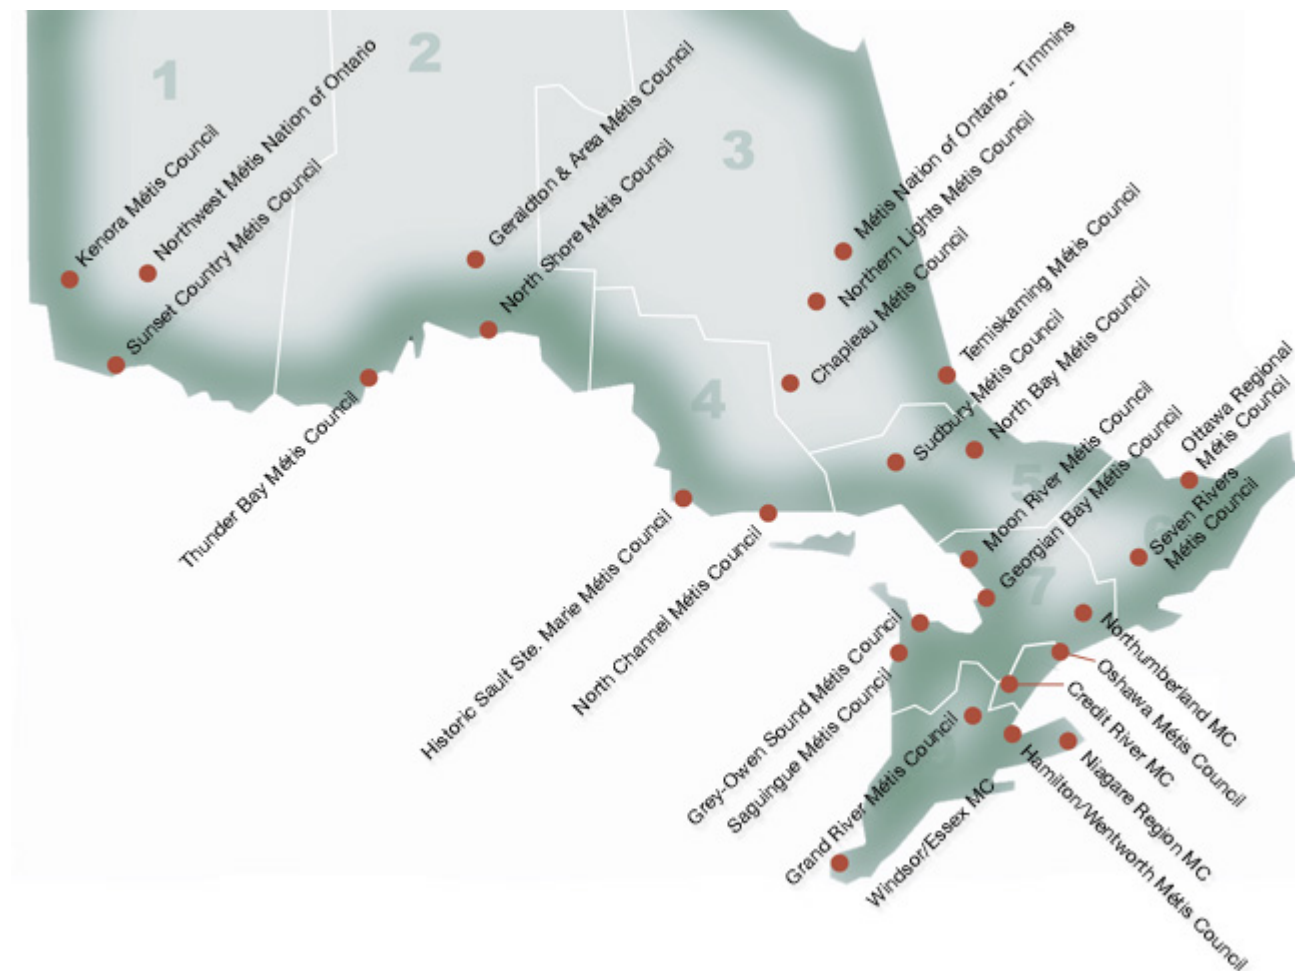 1
2
3
4
5
6
7
9
Kenora Métis Council
Northwest Métis Nation of Ontario
Sunset Country Métis Council
Geraldton & Area Métis Council
North Shore Métis Council
Thunder Bay Métis Council
Métis Nation of Ontario - Timmins
Northern Lights Métis Council
Chapleau Métis Council
Temiskaming Métis Council
Sudbury Métis Council
North Bay Métis Council
Historic Sault Ste. Marie Métis Council
North Channel Métis Council
Moon River Métis Council
Georgian Bay Métis Council
Ottawa Regional
Métis Council
Seven Rivers
Métis Council
Grey-Owen Sound Métis Council
Saguingue Métis Council
Northumberland MC
Oshawa Métis Council
Credit River MC
Grand River Métis Council
Windsor/Essex MC
Niagare Region MC
Hamilton/Wentworth Métis Council